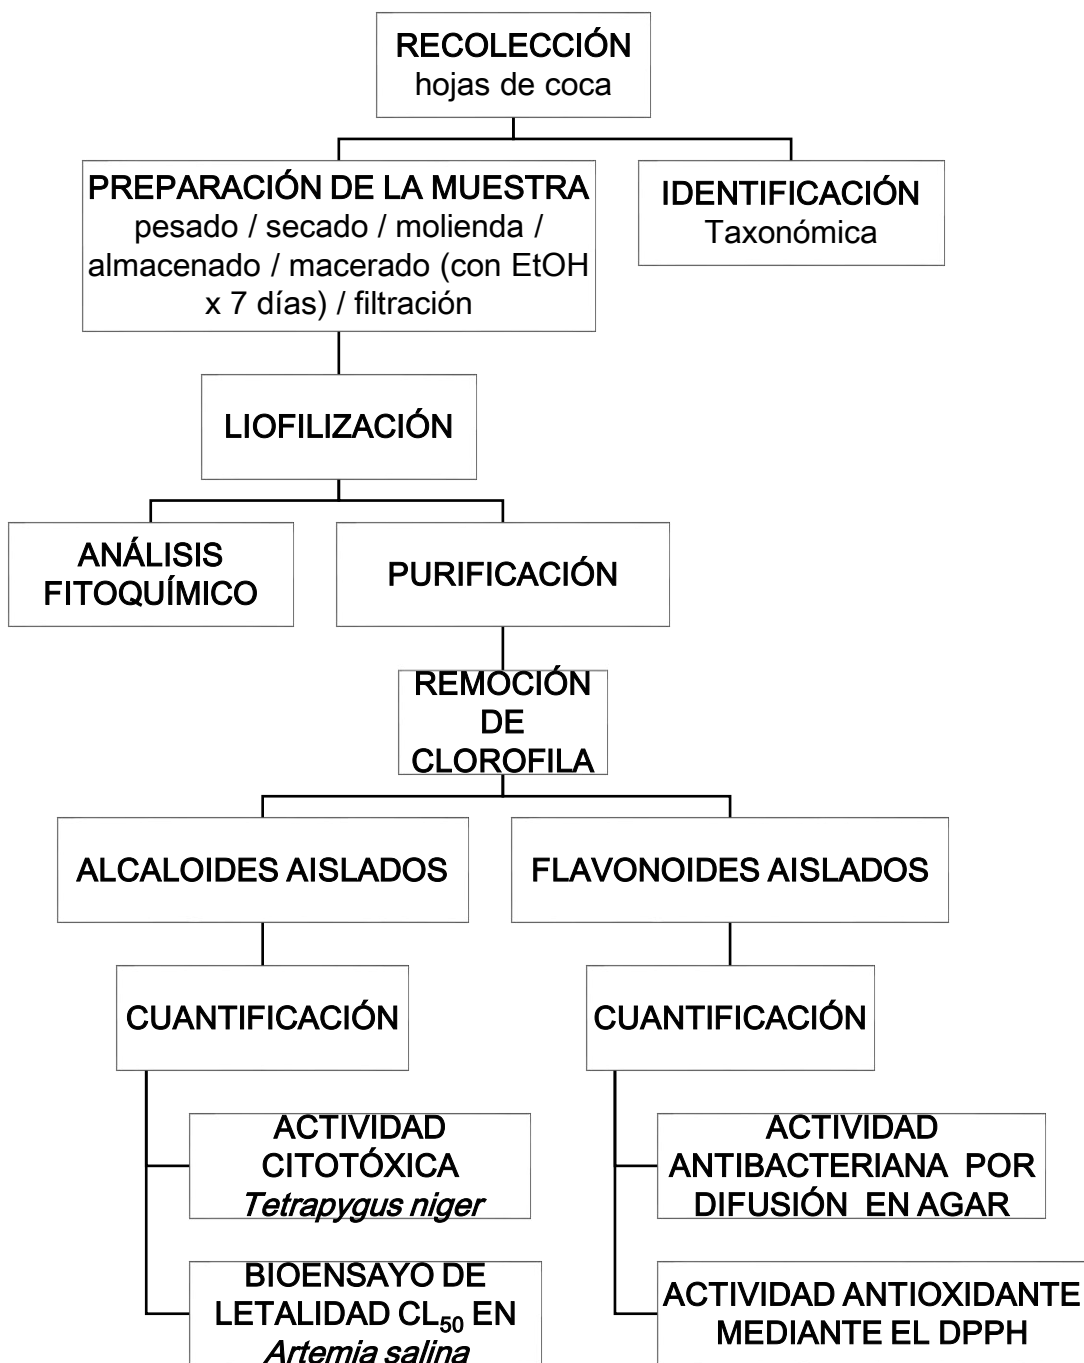 RECOLECCIÓN
hojas de coca
PREPARACIÓN DE LA MUESTRA
pesado / secado / molienda /
almacenado / macerado (con EtOH
x 7 días) / filtración
IDENTIFICACIÓN
Taxonómica
LIOFILIZACIÓN
ANÁLISIS
FITOQUÍMICO
PURIFICACIÓN
REMOCIÓN
DE
CLOROFILA
ALCALOIDES AISLADOS
FLAVONOIDES AISLADOS
CUANTIFICACIÓN
CUANTIFICACIÓN
ACTIVIDAD
CITOTÓXICA
Tetrapygus niger
ACTIVIDAD
ANTIBACTERIANA POR
DIFUSIÓN EN AGAR
BIOENSAYO DE
LETALIDAD CL₅₀ EN
Artemia salina
ACTIVIDAD ANTIOXIDANTE
MEDIANTE EL DPPH